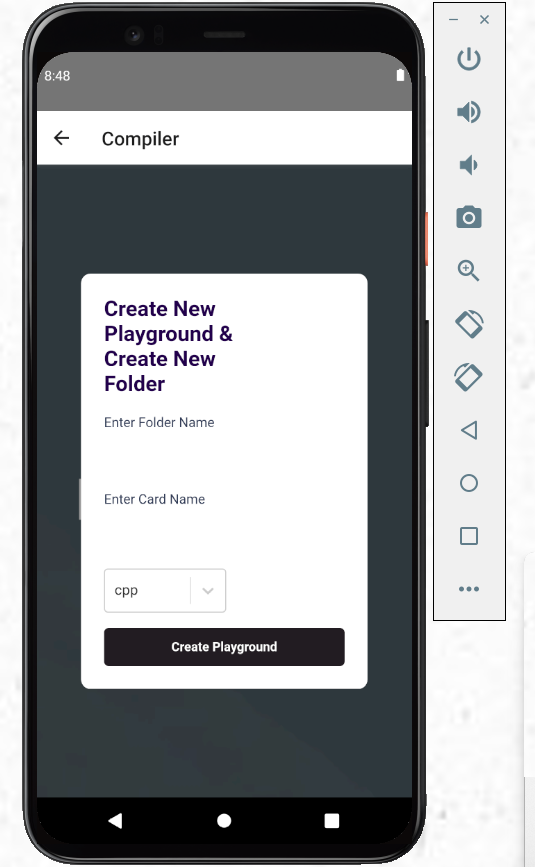 8:48
Compiler
Create New
Playground &
Create New
Folder
Enter Folder Name
Enter Card Name
cpp
Create Playground